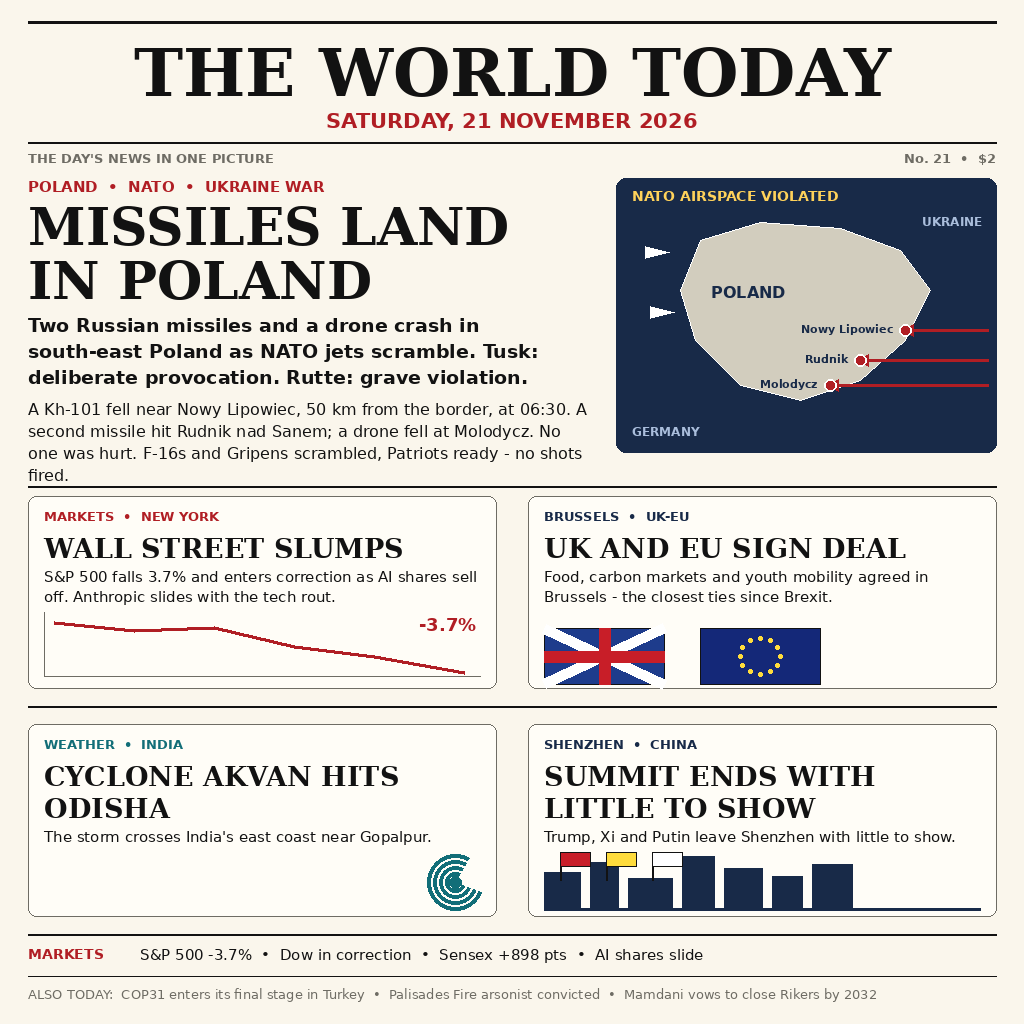 THE WORLD TODAY
SATURDAY, 21 NOVEMBER 2026
THE DAY'S NEWS IN ONE PICTURE
No. 21 • $2
POLAND • NATO • UKRAINE WAR
MISSILES LAND
IN POLAND
Two Russian missiles and a drone crash in
south-east Poland as NATO jets scramble. Tusk:
deliberate provocation. Rutte: grave violation.
A Kh-101 fell near Nowy Lipowiec, 50 km from the border, at 06:30. A
second missile hit Rudnik nad Sanem; a drone fell at Molodycz. No
one was hurt. F-16s and Gripens scrambled, Patriots ready - no shots
fired.
NATO AIRSPACE VIOLATED
UKRAINE
POLAND
Nowy Lipowiec
Rudnik
Molodycz
GERMANY
MARKETS • NEW YORK
WALL STREET SLUMPS
S&P 500 falls 3.7% and enters correction as AI shares sell
off. Anthropic slides with the tech rout.
-3.7%
BRUSSELS • UK-EU
UK AND EU SIGN DEAL
Food, carbon markets and youth mobility agreed in
Brussels - the closest ties since Brexit.
WEATHER • INDIA
CYCLONE AKVAN HITS
ODISHA
The storm crosses India's east coast near Gopalpur.
SHENZHEN • CHINA
SUMMIT ENDS WITH
LITTLE TO SHOW
Trump, Xi and Putin leave Shenzhen with little to show.
MARKETS S&P 500 -3.7% • Dow in correction • Sensex +898 pts • AI shares slide
ALSO TODAY: COP31 enters its final stage in Turkey • Palisades Fire arsonist convicted • Mamdani vows to close Rikers by 2032